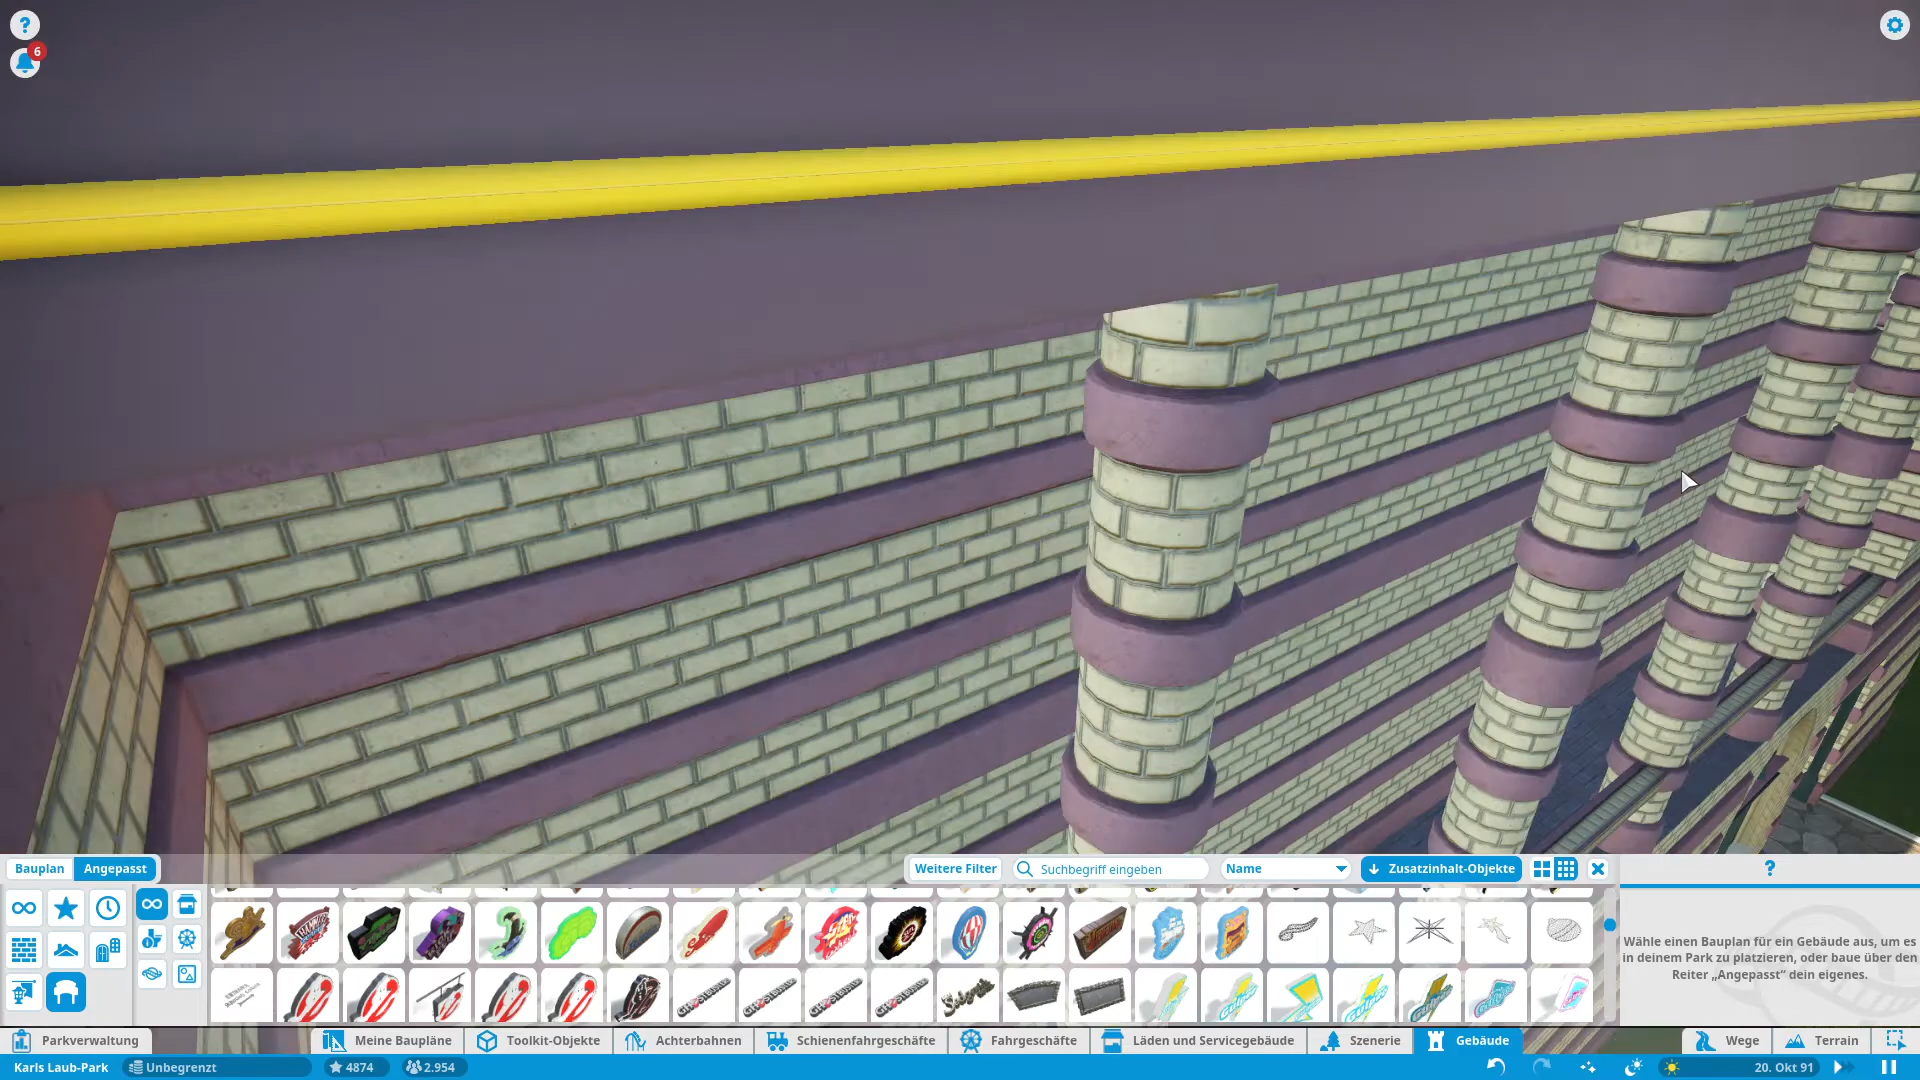 ?
6
Bauplan
Angepasst
Weitere Filter
Suchbegriff eingeben
Name
Zusatzinhalt-Objekte
?
Wähle einen Bauplan für ein Gebäude aus, um es
in deinem Park zu platzieren, oder baue über den
Reiter „Angepasst“ dein eigenes.
Parkverwaltung
Meine Baupläne
Toolkit-Objekte
Achterbahnen
Schienenfahrgeschäfte
Fahrgeschäfte
Läden und Servicegebäude
Szenerie
Gebäude
Wege
Terrain
Karls Laub-Park
Unbegrenzt
4874
2.954
20. Okt 91